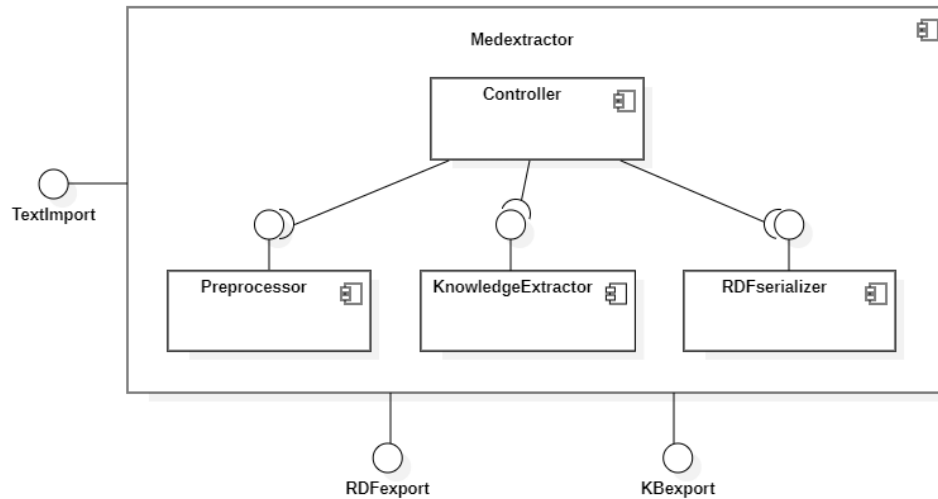 Medextractor
Controller
TextImport
Preprocessor
KnowledgeExtractor
RDFserializer
RDFexport
KBexport